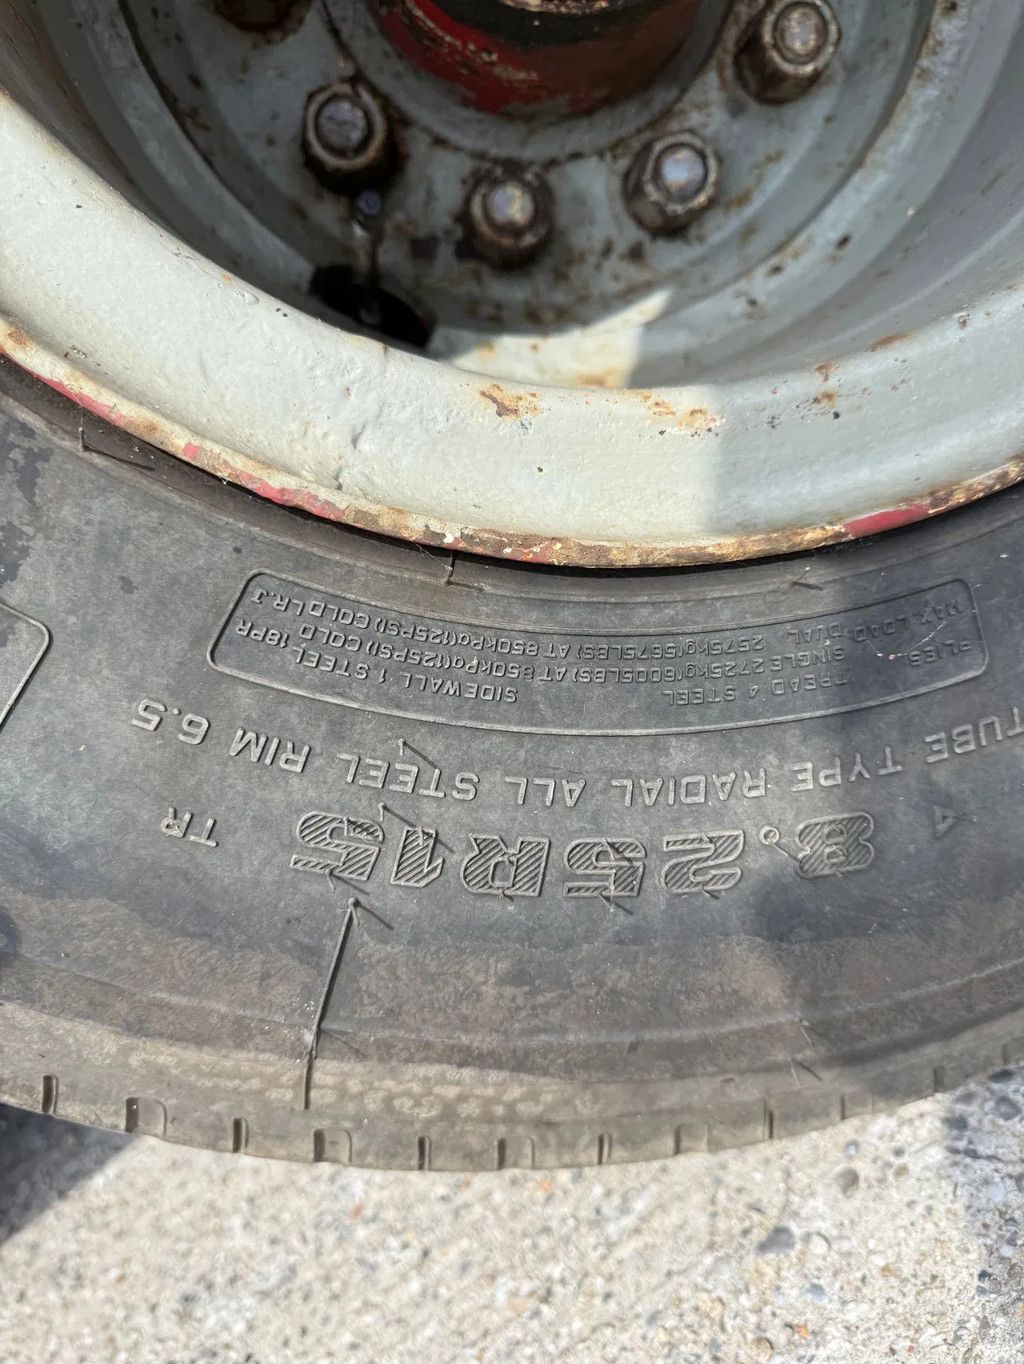 8.25R15 TR
TUBE TYPE RADIAL ALL STEEL RIM 6.5
PLIES: TREAD 4 STEEL SIDEWALL 1 STEEL
MAX. LOAD SINGLE 2725kg(6005LBS) AT 850kPa(125PSI) COLD 18PR
DUAL 2575kg(5675LBS) AT 850kPa(125PSI) COLD LR.J